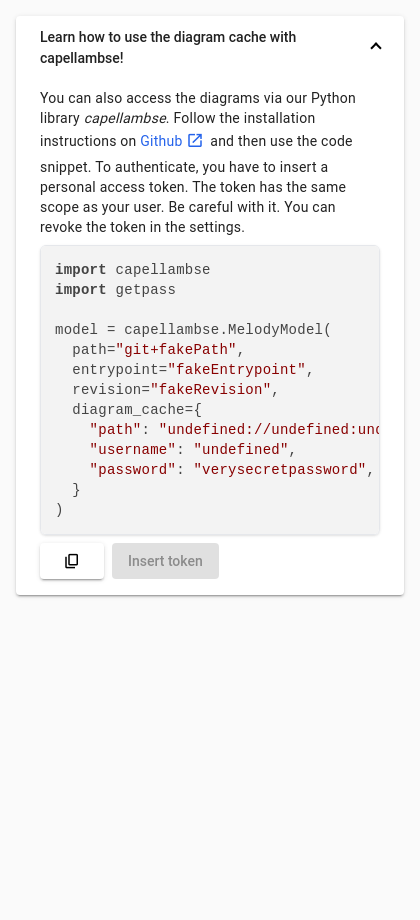 Learn how to use the diagram cache with
capellambse!
You can also access the diagrams via our Python
library capellambse. Follow the installation
instructions on Github and then use the code
snippet. To authenticate, you have to insert a
personal access token. The token has the same
scope as your user. Be careful with it. You can
revoke the token in the settings.
import capellambse
import getpass
model = capellambse.MelodyModel(
path="git+fakePath",
entrypoint="fakeEntrypoint",
revision="fakeRevision",
diagram_cache={
"path": "undefined://undefined:und
"username": "undefined",
"password": "verysecretpassword",
}
)
Insert token